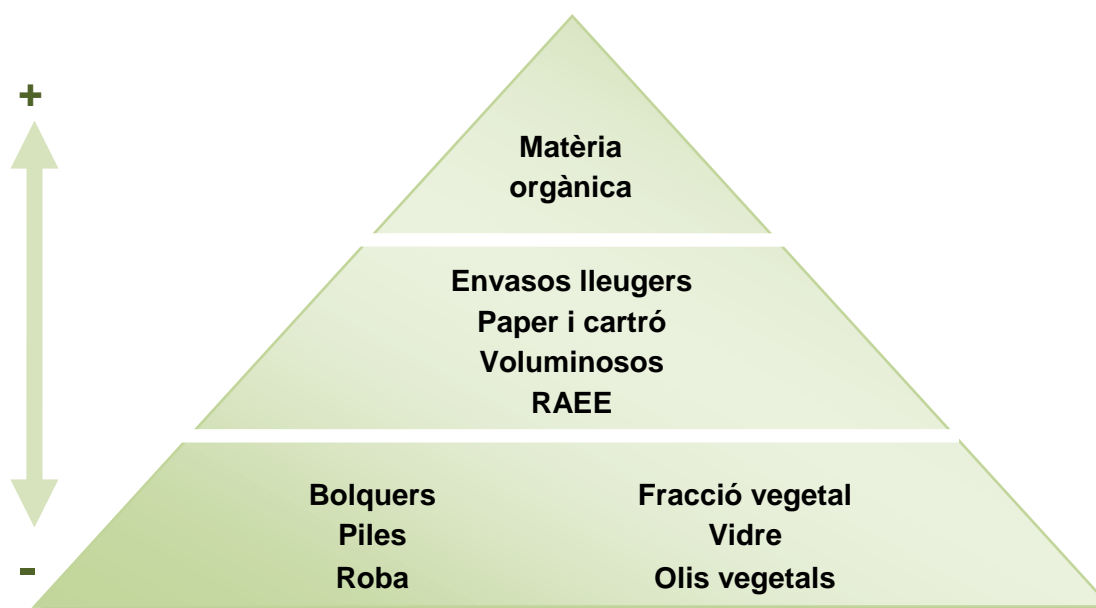 +
Matèria
orgànica
Envasos lleugers
Paper i cartró
Voluminosos
RAEE
Bolquers
Piles
Roba
Fracció vegetal
Vidre
Olis vegetals
-